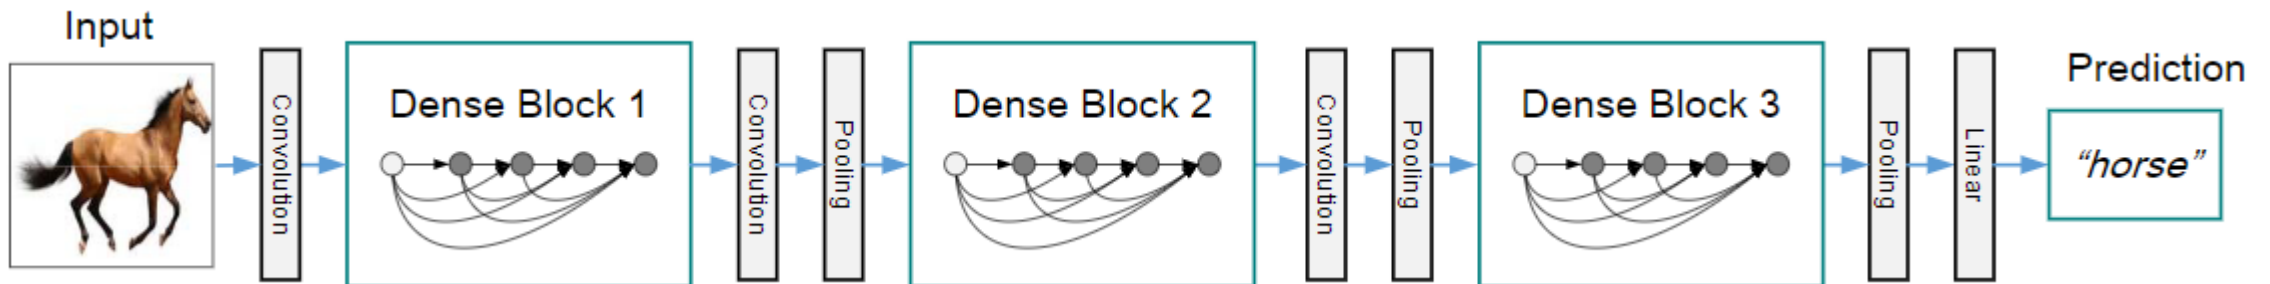 Input
Convolution
Dense Block 1
Convolution
Pooling
Dense Block 2
Convolution
Pooling
Dense Block 3
Pooling
Linear
Prediction
“horse”